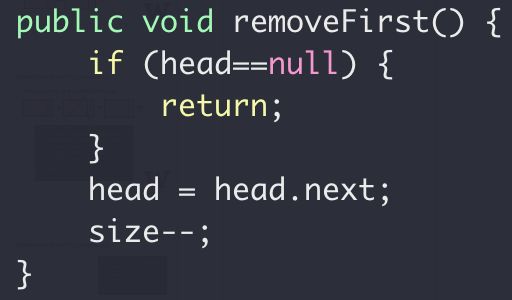 public void removeFirst() {
    if (head==null) {
        return;
    }
    head = head.next;
    size--;
}